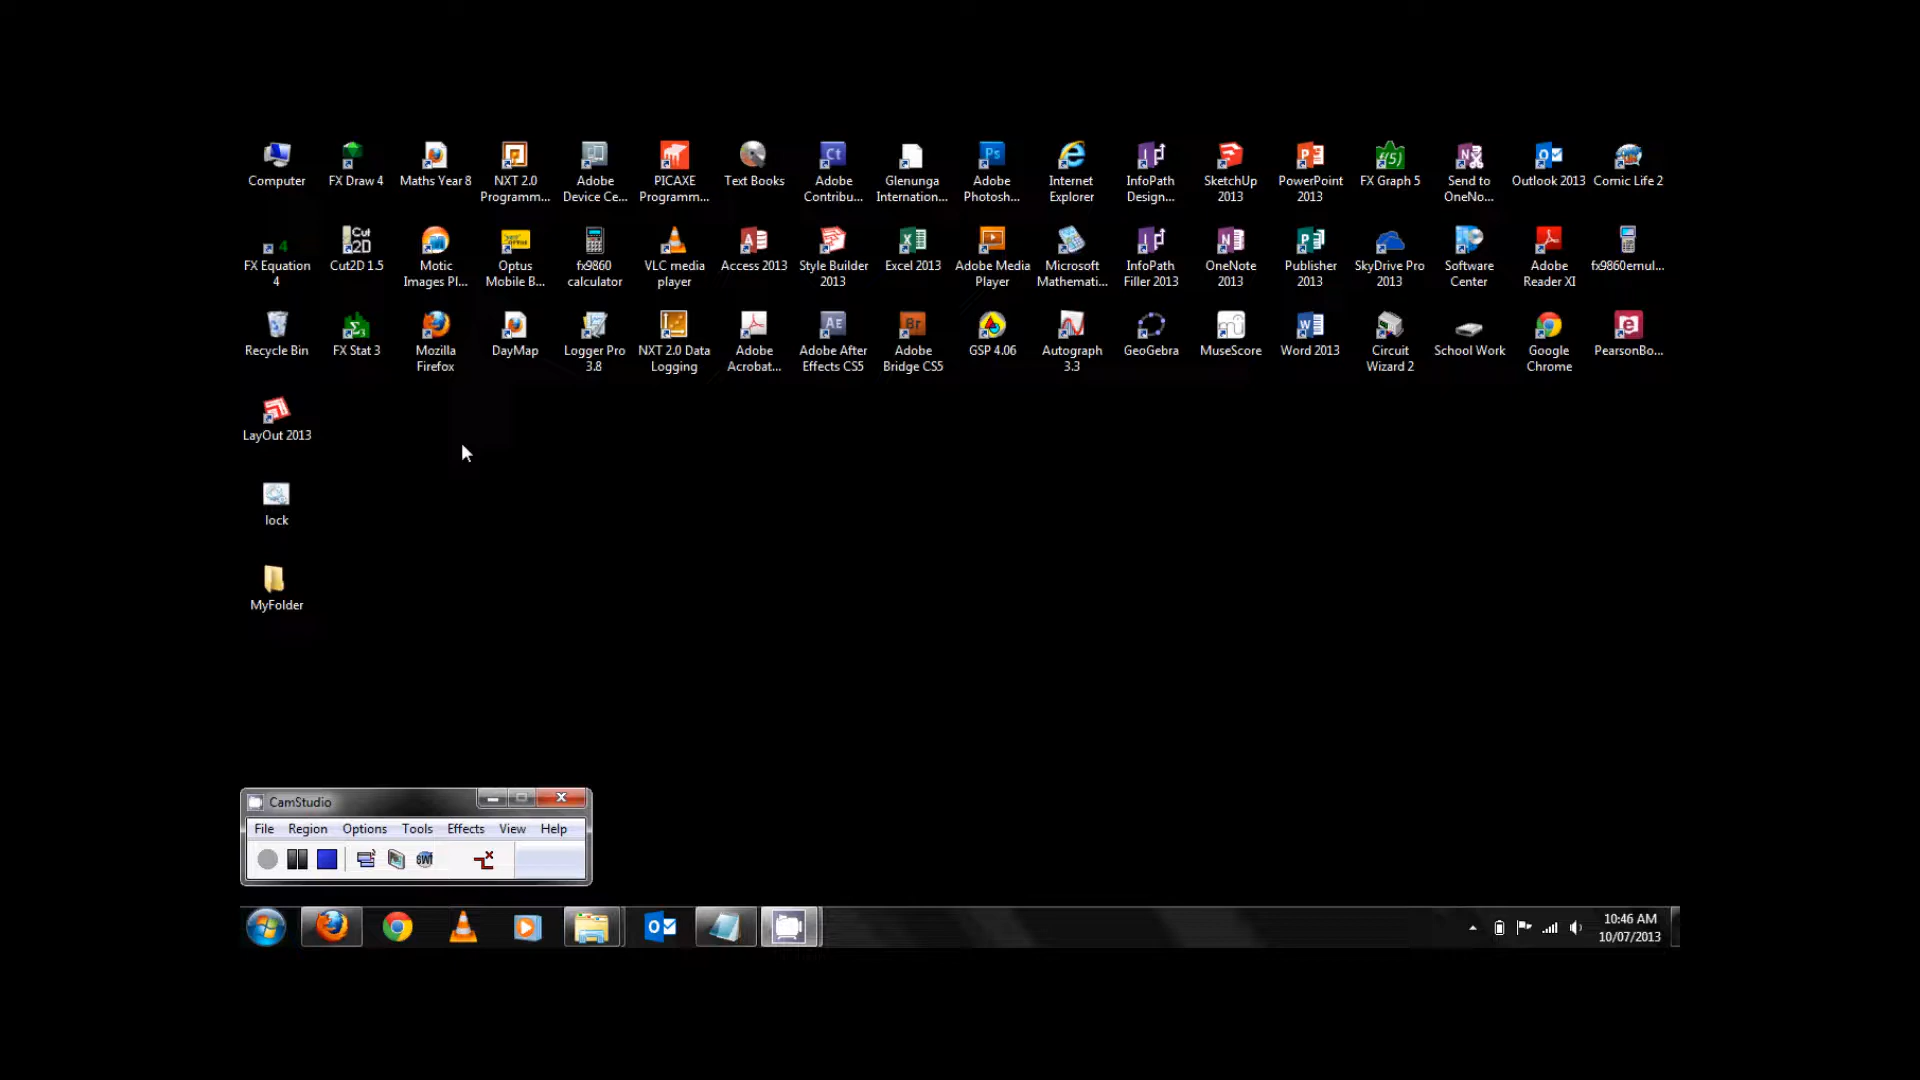 Computer
FX Draw 4
Maths Year 8
NXT 2.0
Programm...
Adobe
Device Ce...
PICAXE
Programm...
Text Books
Adobe
Contribu...
Glenunga
Internation...
Adobe
Photosh...
Internet
Explorer
InfoPath
Design...
SketchUp
2013
PowerPoint
2013
FX Graph 5
Send to
OneNo...
Outlook 2013
Comic Life 2
FX Equation
4
Cut2D 1.5
Motic
Images Pl...
Optus
Mobile B...
fx9860
calculator
VLC media
player
Access 2013
Style Builder
2013
Excel 2013
Adobe Media
Player
Microsoft
Mathemati...
InfoPath
Filler 2013
OneNote
2013
Publisher
2013
SkyDrive Pro
2013
Software
Center
Adobe
Reader XI
fx9860emul...
Recycle Bin
FX Stat 3
Mozilla
Firefox
DayMap
Logger Pro
3.8
NXT 2.0 Data
Logging
Adobe
Acrobat...
Adobe After
Effects CS5
Adobe
Bridge CS5
GSP 4.06
Autograph
3.3
GeoGebra
MuseScore
Word 2013
Circuit
Wizard 2
School Work
Google
Chrome
PearsonBo...
LayOut 2013
lock
MyFolder
CamStudio
File Region Options Tools Effects View Help
10:46 AM
10/07/2013